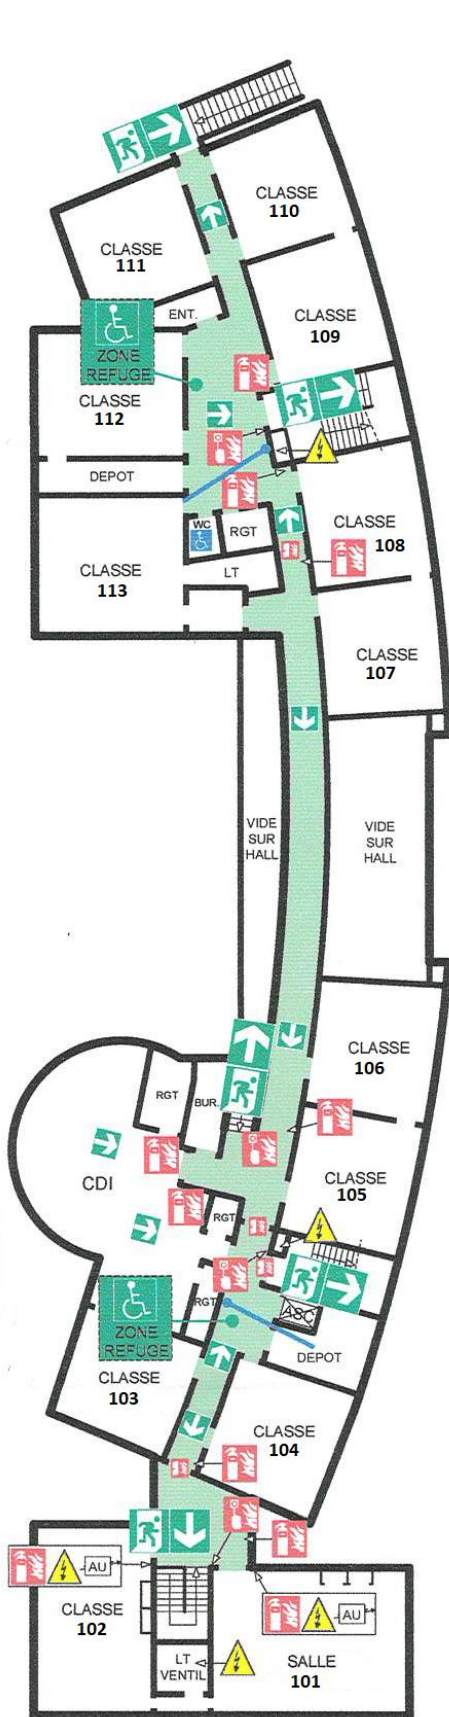 CLASSE
110
CLASSE
111
CLASSE
109
ENT.
ZONE
REFUGE
CLASSE
112
DEPOT
CLASSE
108
WC
RGT
CLASSE
113
LT
CLASSE
107
VIDE
SUR
HALL
VIDE
SUR
HALL
CLASSE
106
RGT
BUR.
CDI
CLASSE
105
RGT
RGT
ASC
ZONE
REFUGE
DEPOT
CLASSE
103
CLASSE
104
AU
CLASSE
102
AU
LT
VENTIL
SALLE
101